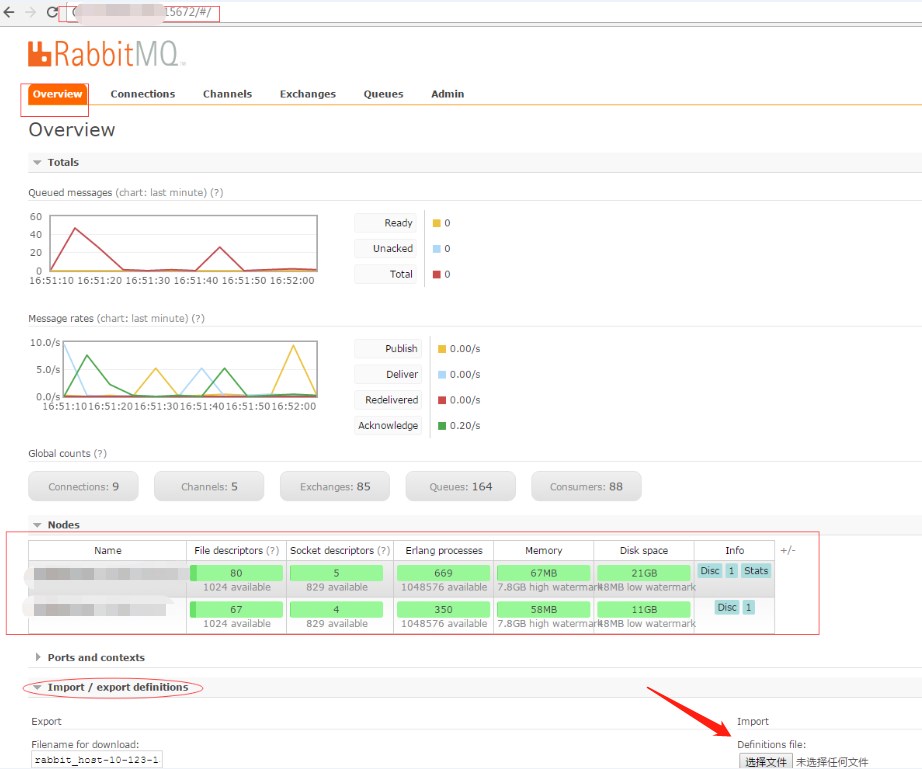 15672/#/
RabbitMQ
Overview Connections Channels Exchanges Queues Admin
Overview
Totals
Queued messages (chart: last minute) (?)
60
40
20
0
16:51:10 16:51:20 16:51:30 16:51:40 16:51:50 16:52:00
Ready 0
Unacked 0
Total 0
Message rates (chart: last minute) (?)
10.0/s
5.0/s
0.0/s
16:51:10 16:51:20 16:51:30 16:51:40 16:51:50 16:52:00
Publish 0.00/s
Deliver 0.00/s
Redelivered 0.00/s
Acknowledge 0.20/s
Global counts (?)
Connections: 9 Channels: 5 Exchanges: 85 Queues: 164 Consumers: 88
Nodes
Name File descriptors (?) Socket descriptors (?) Erlang processes Memory Disk space Info +/-
80 5 669 67MB 21GB Disc 1 Stats
1024 available 829 available 1048576 available 7.8GB high watermark 48MB low watermark
67 4 350 58MB 11GB Disc 1
1024 available 829 available 1048576 available 7.8GB high watermark 48MB low watermark
Ports and contexts
Import / export definitions
Export Import
Filename for download: Definitions file:
rabbit_host-10-123-1 选择文件 未选择任何文件